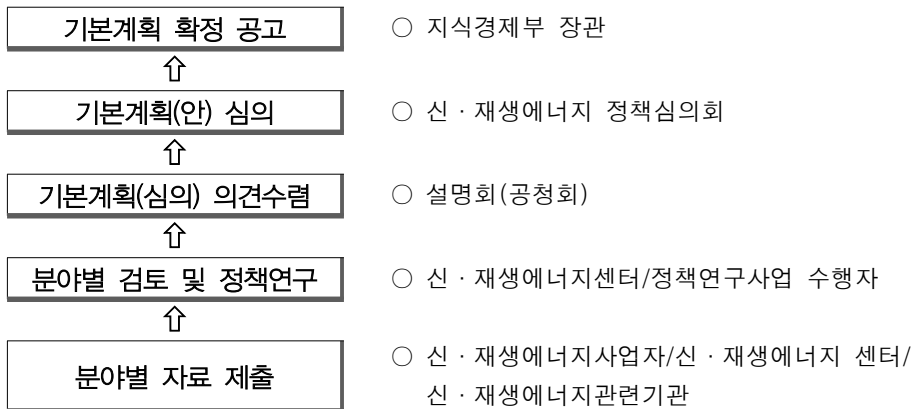 기본계획 확정 공고 ○ 지식경제부 장관
⇧
기본계획(안) 심의 ○ 신·재생에너지 정책심의회
⇧
기본계획(심의) 의견수렴 ○ 설명회(공청회)
⇧
분야별 검토 및 정책연구 ○ 신·재생에너지센터/정책연구사업 수행자
⇧
분야별 자료 제출 ○ 신·재생에너지사업자/신·재생에너지 센터/
신·재생에너지관련기관